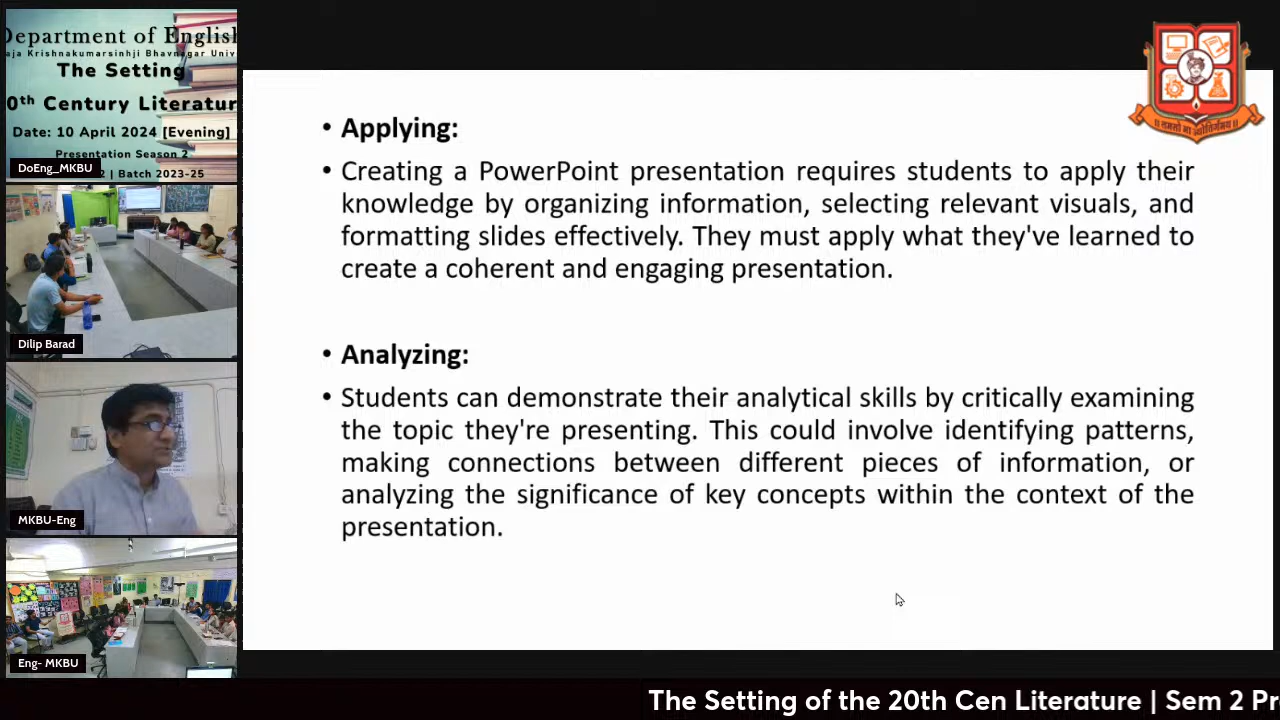 Department of English
aja Krishnakumarsinhji Bhavnagar Univ
The Setting
0th Century Literatur
Date: 10 April 2024 [Evening]
Presentation Season 2
2 | Batch 2023-25
DoEng_MKBU
Dilip Barad
MKBU-Eng
Eng- MKBU
• Applying:
• Creating a PowerPoint presentation requires students to apply their
knowledge by organizing information, selecting relevant visuals, and
formatting slides effectively. They must apply what they've learned to
create a coherent and engaging presentation.
• Analyzing:
• Students can demonstrate their analytical skills by critically examining
the topic they're presenting. This could involve identifying patterns,
making connections between different pieces of information, or
analyzing the significance of key concepts within the context of the
presentation.
The Setting of the 20th Cen Literature | Sem 2 Pr